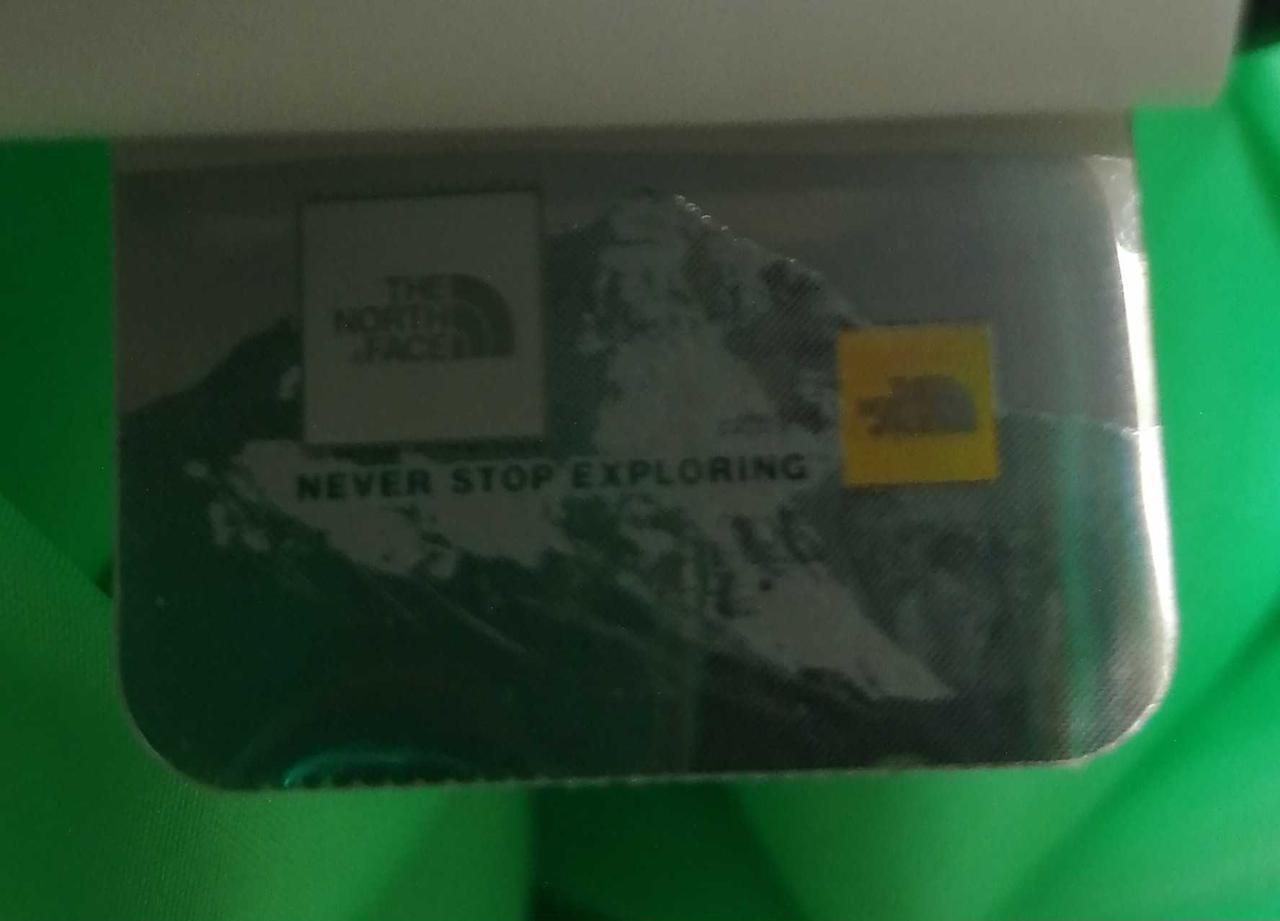 THE
NORTH
FACE
NEVER STOP EXPLORING